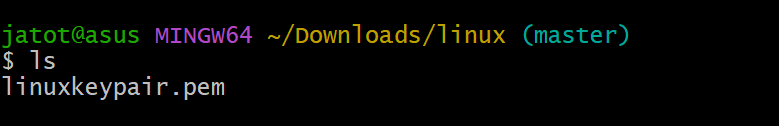 jatot@asus MINGW64 ~/Downloads/linux (master)
$ ls
linuxkeypair.pem